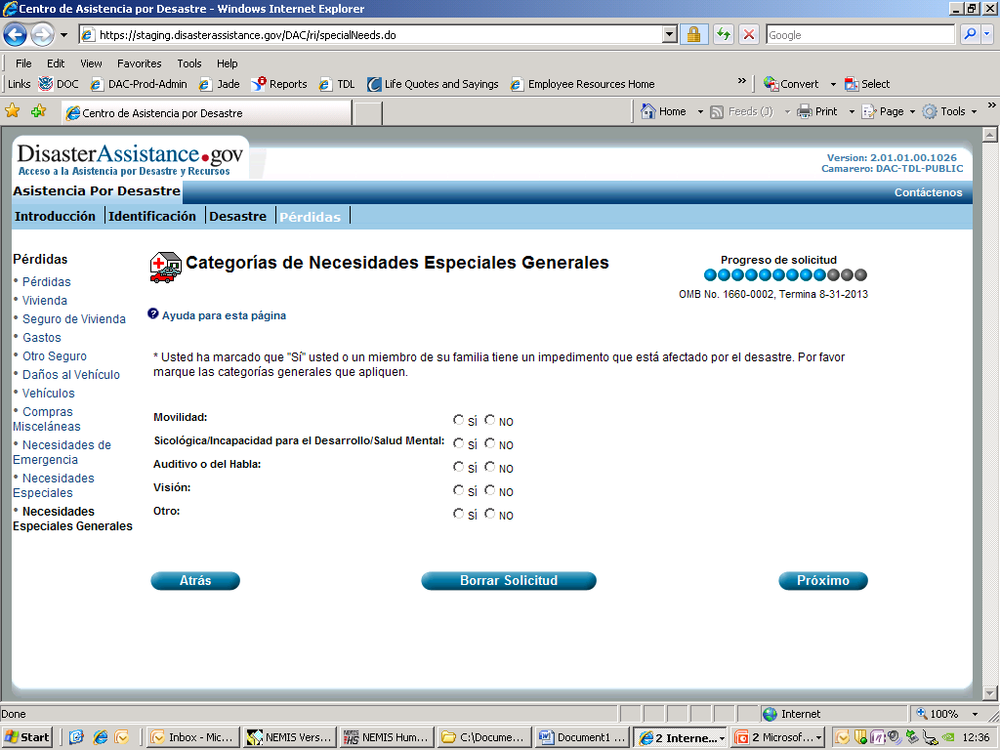 Centro de Asistencia por Desastre - Windows Internet Explorer
https://staging.disasterassistance.gov/DAC/ri/specialNeeds.do
Google
File Edit View Favorites Tools Help
Links DOC DAC-Prod-Admin Jade Reports TDL Life Quotes and Sayings Employee Resources Home » Convert Select
Centro de Asistencia por Desastre
Home Feeds (J) Print Page Tools »
DisasterAssistance.gov
Acceso a la Asistencia por Desastre y Recursos
Version: 2.01.01.00.1026
Camarero: DAC-TDL-PUBLIC
Asistencia Por Desastre
Contáctenos
Introducción Identificación Desastre Pérdidas
Pérdidas
• Pérdidas
• Vivienda
• Seguro de Vivienda
• Gastos
• Otro Seguro
• Daños al Vehículo
• Vehículos
• Compras
Misceláneas
• Necesidades de
Emergencia
• Necesidades
Especiales
• Necesidades
Especiales Generales
Categorías de Necesidades Especiales Generales
Progreso de solicitud
OMB No. 1660-0002, Termina 8-31-2013
? Ayuda para esta página
* Usted ha marcado que "Sí" usted o un miembro de su familia tiene un impedimento que está afectado por el desastre. Por favor
marque las categorías generales que apliquen.
Movilidad: SÍ NO
Sicológica/Incapacidad para el Desarrollo/Salud Mental: SÍ NO
Auditivo o del Habla: SÍ NO
Visión: SÍ NO
Otro: SÍ NO
Atrás
Borrar Solicitud
Próximo
Done
Internet
100%
Start
Inbox - Mic...
NEMIS Vers...
NEMIS Hum...
C:\Docume...
Document1 ...
2 Interne...
2 Microsof...
12:36